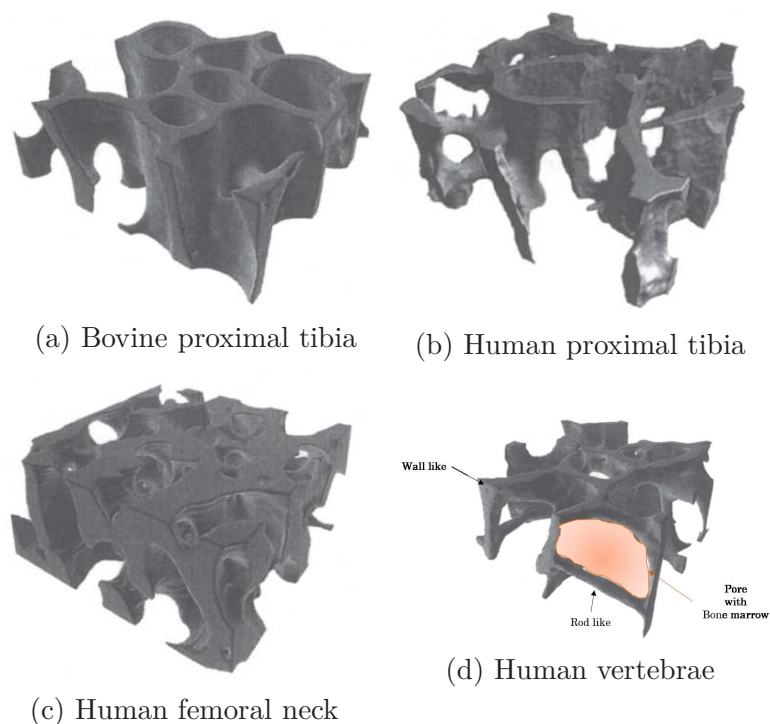 (a) Bovine proximal tibia
(b) Human proximal tibia
Wall like
Pore
with
Bone marrow
Rod like
(d) Human vertebrae
(c) Human femoral neck